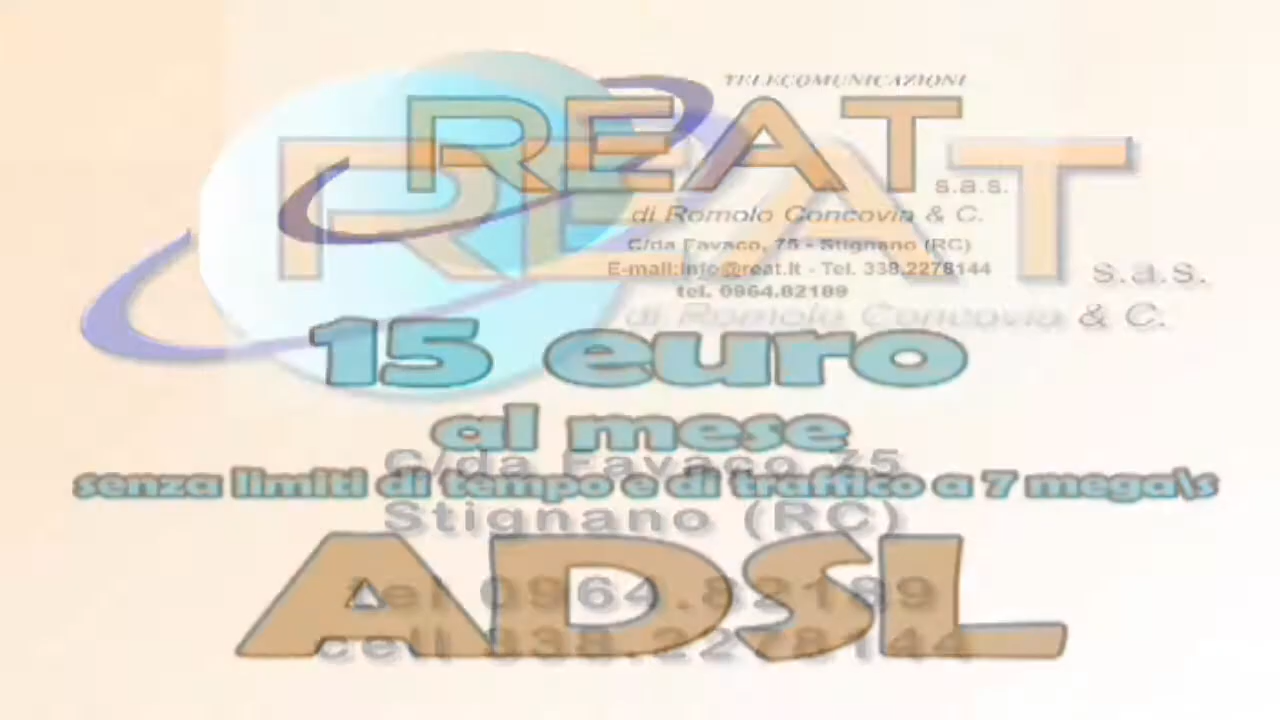 TELECOMUNICAZIONI
REAT
s.a.s.
di Romolo Concovia & C.
C/da Favaco, 75 - Stignano (RC)
E-mail:info@reat.it - Tel. 338.2278144
tel. 0964.82189
REAT
s.a.s.
di Romolo Concovia & C.
15 euro
al mese
C/da Favaco 75
senza limiti di tempo e di traffico a 7 mega\s
Stignano (RC)
ADSL
tel 0964.82189
cell 338.2278144